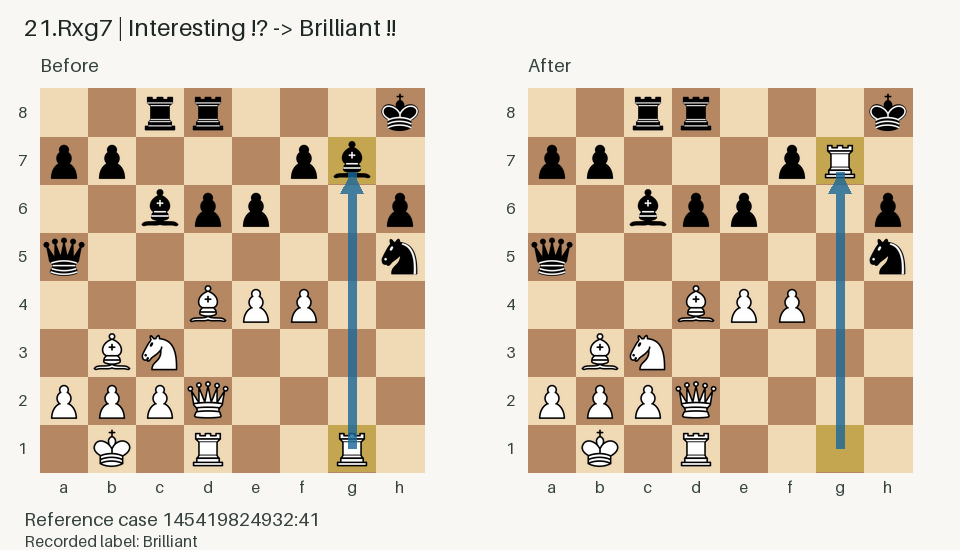 21.Rxg7 | Interesting !? -> Brilliant !!
Before
After
8
7
6
5
4
3
2
1
a b c d e f g h
8
7
6
5
4
3
2
1
a b c d e f g h
Reference case 145419824932:41
Recorded label: Brilliant